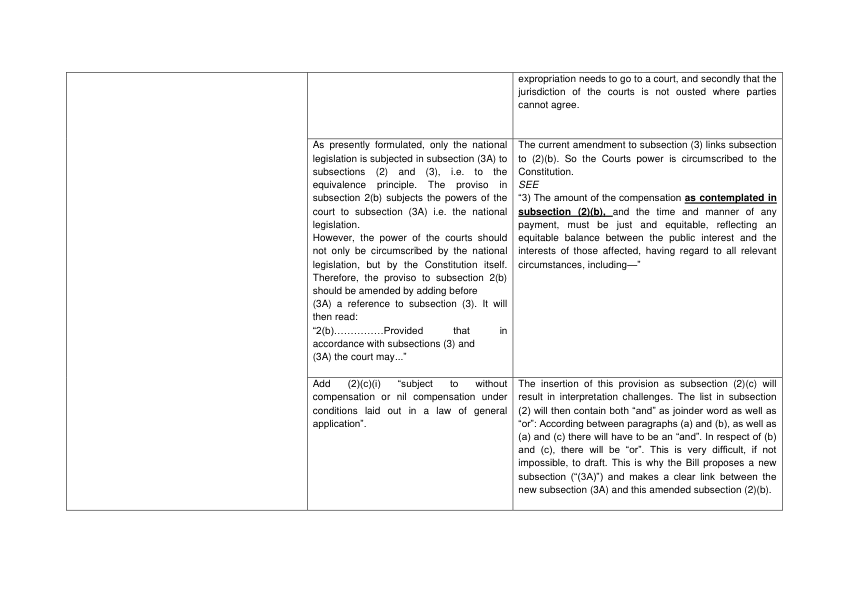 expropriation needs to go to a court, and secondly that the
jurisdiction of the courts is not ousted where parties
cannot agree.
As presently formulated, only the national
legislation is subjected in subsection (3A) to
subsections (2) and (3), i.e. to the
equivalence principle. The proviso in
subsection 2(b) subjects the powers of the
court to subsection (3A) i.e. the national
legislation.
However, the power of the courts should
not only be circumscribed by the national
legislation, but by the Constitution itself.
Therefore, the proviso to subsection 2(b)
should be amended by adding before
(3A) a reference to subsection (3). It will
then read:
“2(b)……………Provided that in
accordance with subsections (3) and
(3A) the court may...”
The current amendment to subsection (3) links subsection
to (2)(b). So the Courts power is circumscribed to the
Constitution.
SEE
“3) The amount of the compensation as contemplated in
subsection (2)(b), and the time and manner of any
payment, must be just and equitable, reflecting an
equitable balance between the public interest and the
interests of those affected, having regard to all relevant
circumstances, including—”
Add (2)(c)(i) “subject to without
compensation or nil compensation under
conditions laid out in a law of general
application”.
The insertion of this provision as subsection (2)(c) will
result in interpretation challenges. The list in subsection
(2) will then contain both “and” as joinder word as well as
“or”: According between paragraphs (a) and (b), as well as
(a) and (c) there will have to be an “and”. In respect of (b)
and (c), there will be “or”. This is very difficult, if not
impossible, to draft. This is why the Bill proposes a new
subsection (“(3A)”) and makes a clear link between the
new subsection (3A) and this amended subsection (2)(b).